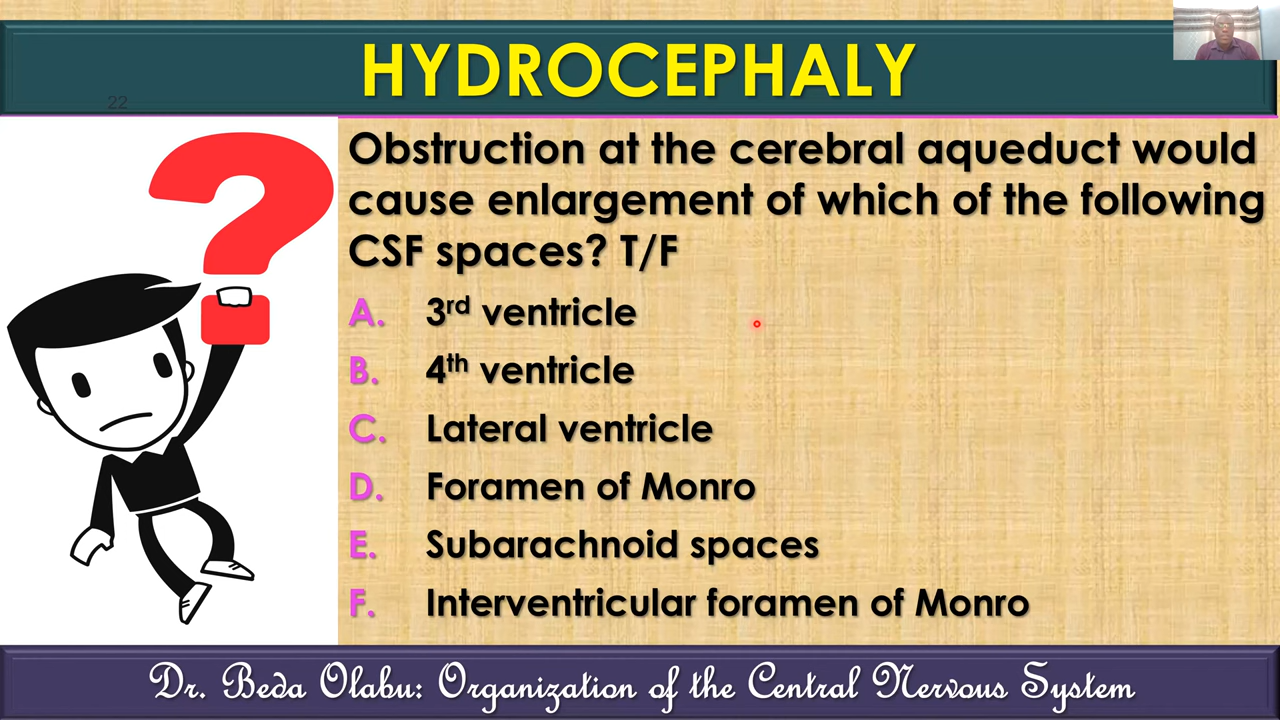 HYDROCEPHALY
22
Obstruction at the cerebral aqueduct would
cause enlargement of which of the following
CSF spaces? T/F
A. 3rd ventricle
B. 4th ventricle
C. Lateral ventricle
D. Foramen of Monro
E. Subarachnoid spaces
F. Interventricular foramen of Monro
Dr. Beda Olabu: Organization of the Central Nervous System